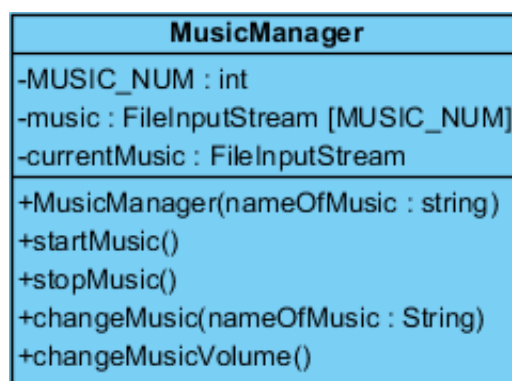 MusicManager
-MUSIC_NUM : int
-music : FileInputStream [MUSIC_NUM]
-currentMusic : FileInputStream
+MusicManager(nameOfMusic : string)
+startMusic()
+stopMusic()
+changeMusic(nameOfMusic : String)
+changeMusicVolume()